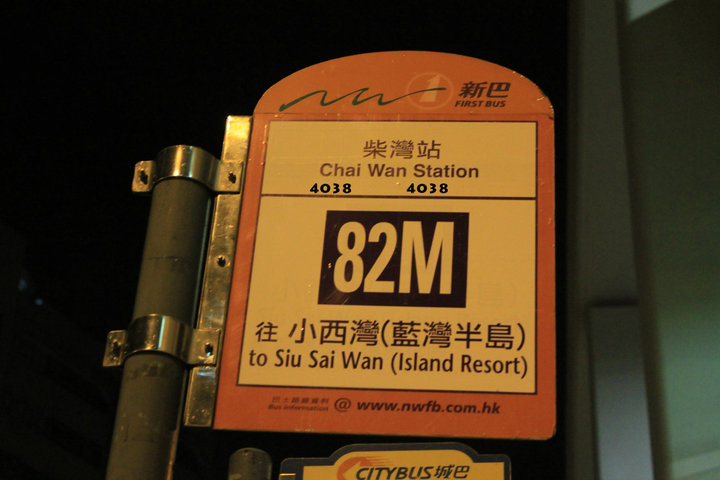 1 新巴
FIRST BUS
柴灣站
Chai Wan Station
4038 4038
82M
往 小西灣(藍灣半島)
to Siu Sai Wan (Island Resort)
巴士路線資料
Bus information @ www.nwfb.com.hk
CITYBUS 城巴